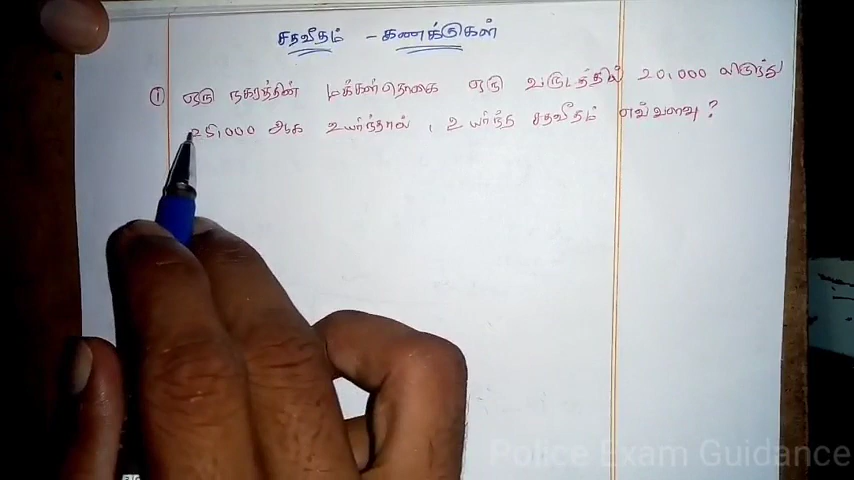 சதவீதம் - கணக்குகள்
① ஒரு நகரத்தின் மக்கள்தொகை ஒரு வருடத்தில் 20,000 லிருந்து
25,000 ஆக உயர்ந்தால், உயர்ந்த சதவீதம் எவ்வளவு?
Police Exam Guidance